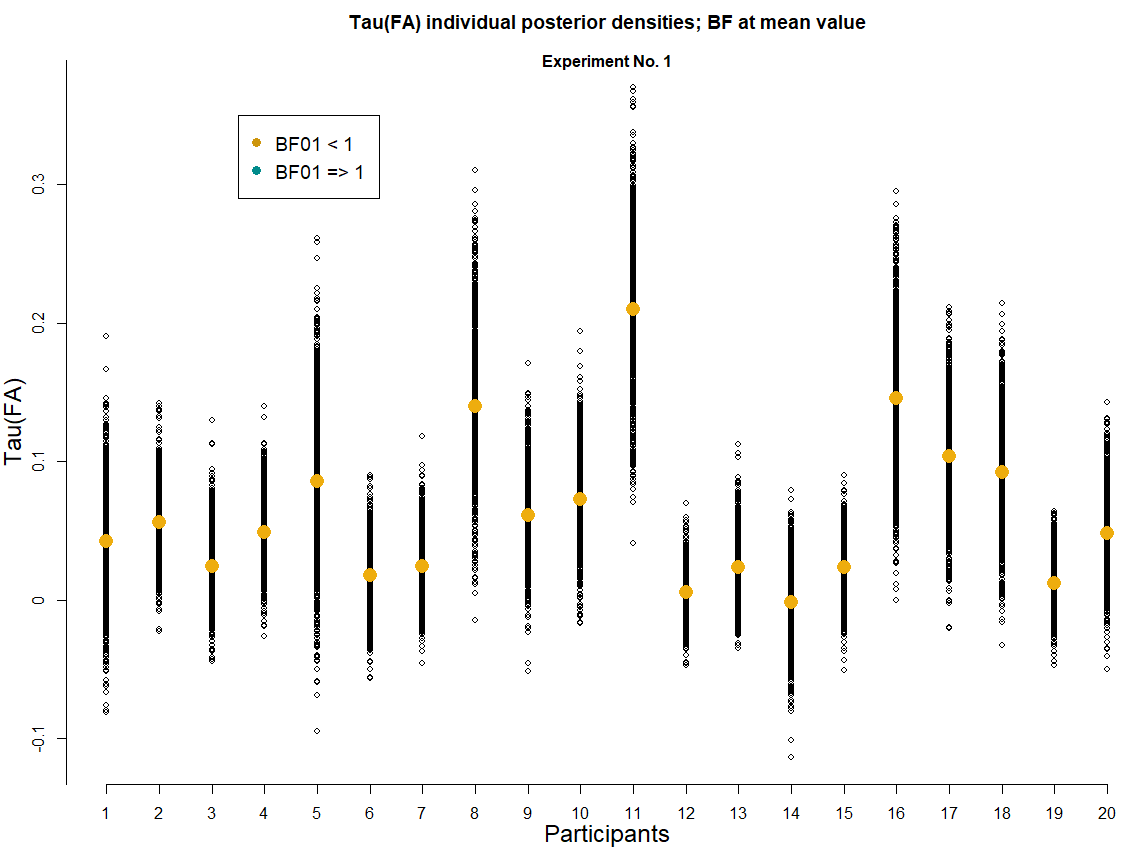 Tau(FA) individual posterior densities; BF at mean value
Experiment No. 1
BF01 < 1
BF01 => 1
Tau(FA)
0.3
0.2
0.1
0
-0.1
1 2 3 4 5 6 7 8 9 10 11 12 13 14 15 16 17 18 19 20
Participants